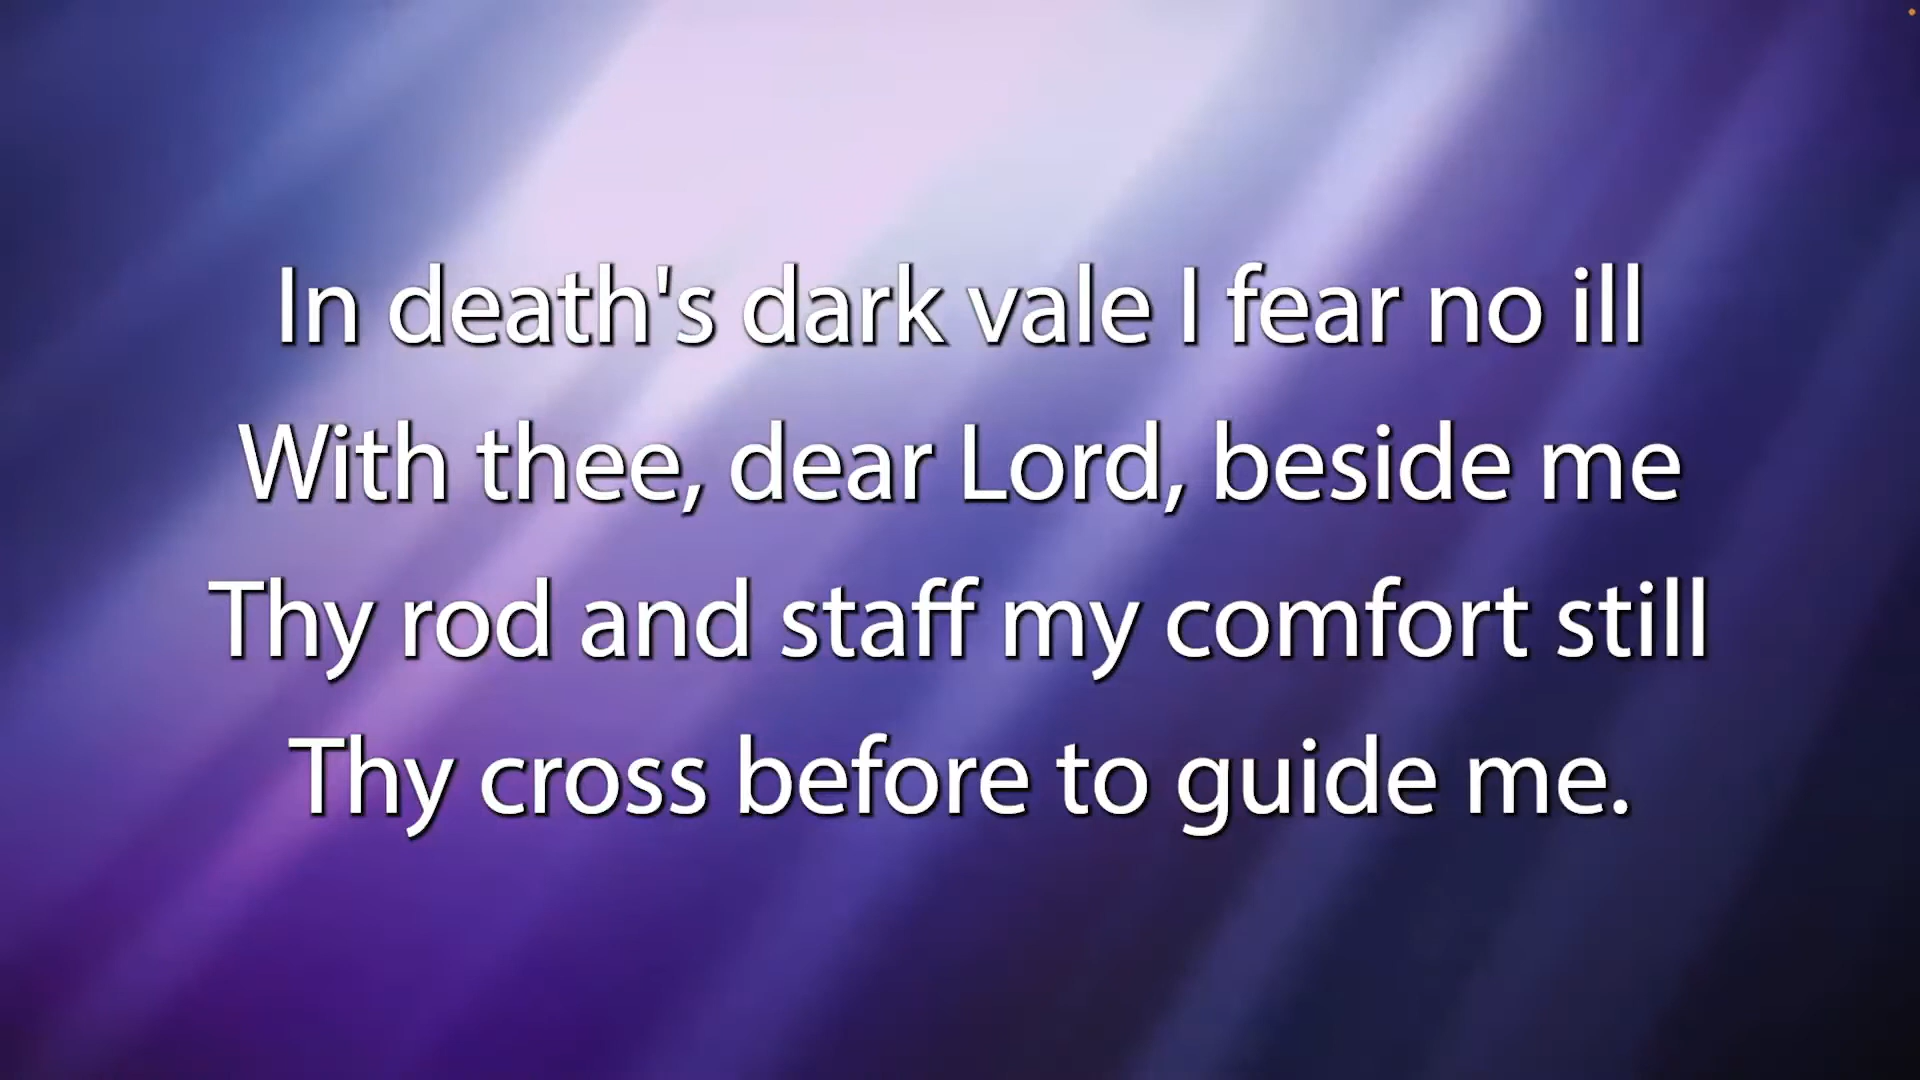 In death's dark vale I fear no ill
With thee, dear Lord, beside me
Thy rod and staff my comfort still
Thy cross before to guide me.